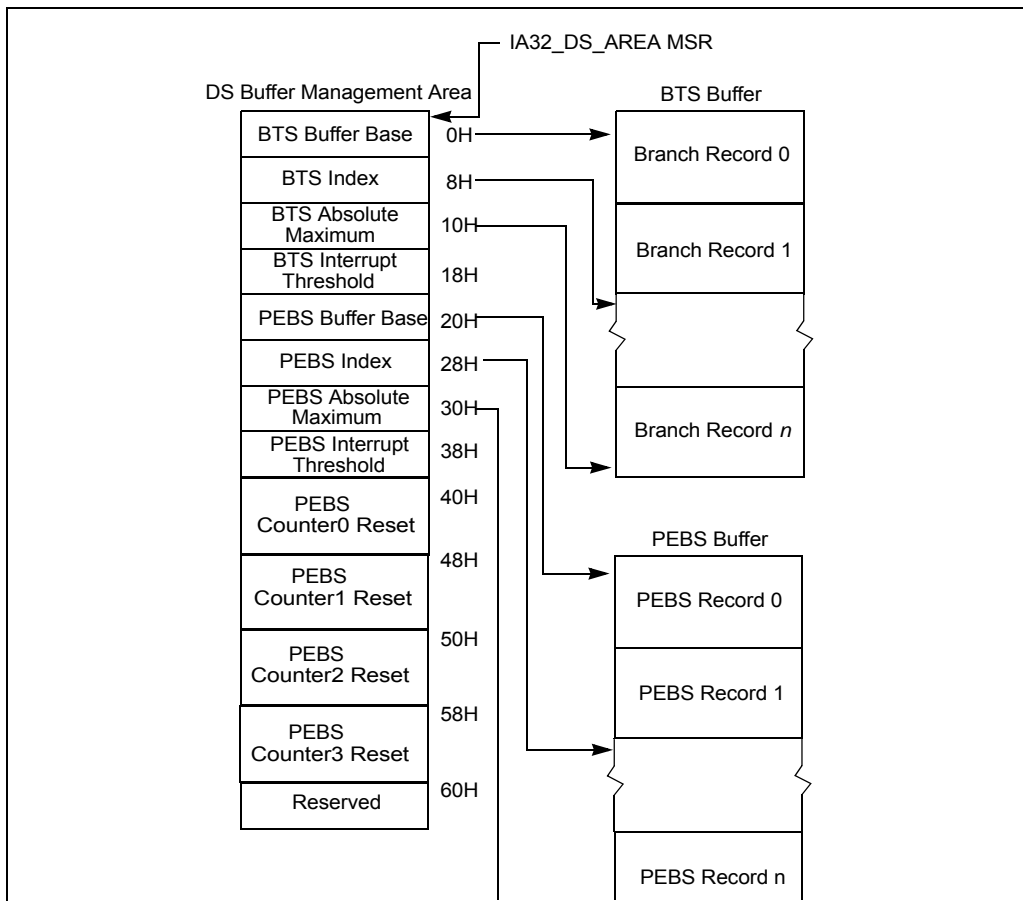 IA32_DS_AREA MSR
DS Buffer Management Area
BTS Buffer Base
0H
BTS Index
8H
BTS Absolute
Maximum
10H
BTS Interrupt
Threshold
18H
PEBS Buffer Base
20H
PEBS Index
28H
PEBS Absolute
Maximum
30H
PEBS Interrupt
Threshold
38H
PEBS
Counter0 Reset
40H
PEBS
Counter1 Reset
48H
PEBS
Counter2 Reset
50H
PEBS
Counter3 Reset
58H
Reserved
60H
BTS Buffer
Branch Record 0
Branch Record 1
Branch Record n
PEBS Buffer
PEBS Record 0
PEBS Record 1
PEBS Record n